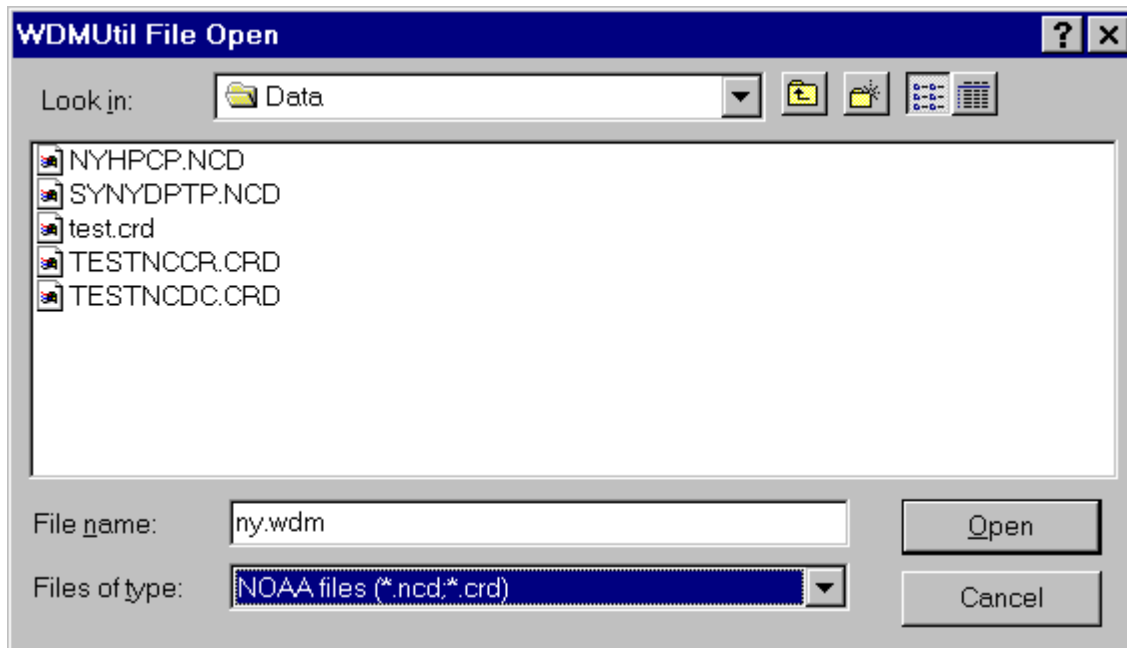 WDMUtil File Open
Look in: Data
NYHPCP.NCD
SYNYDPTP.NCD
test.crd
TESTNCCR.CRD
TESTNCDC.CRD
File name: ny.wdm Open
Files of type: NOAA files (*.ncd;*.crd) Cancel